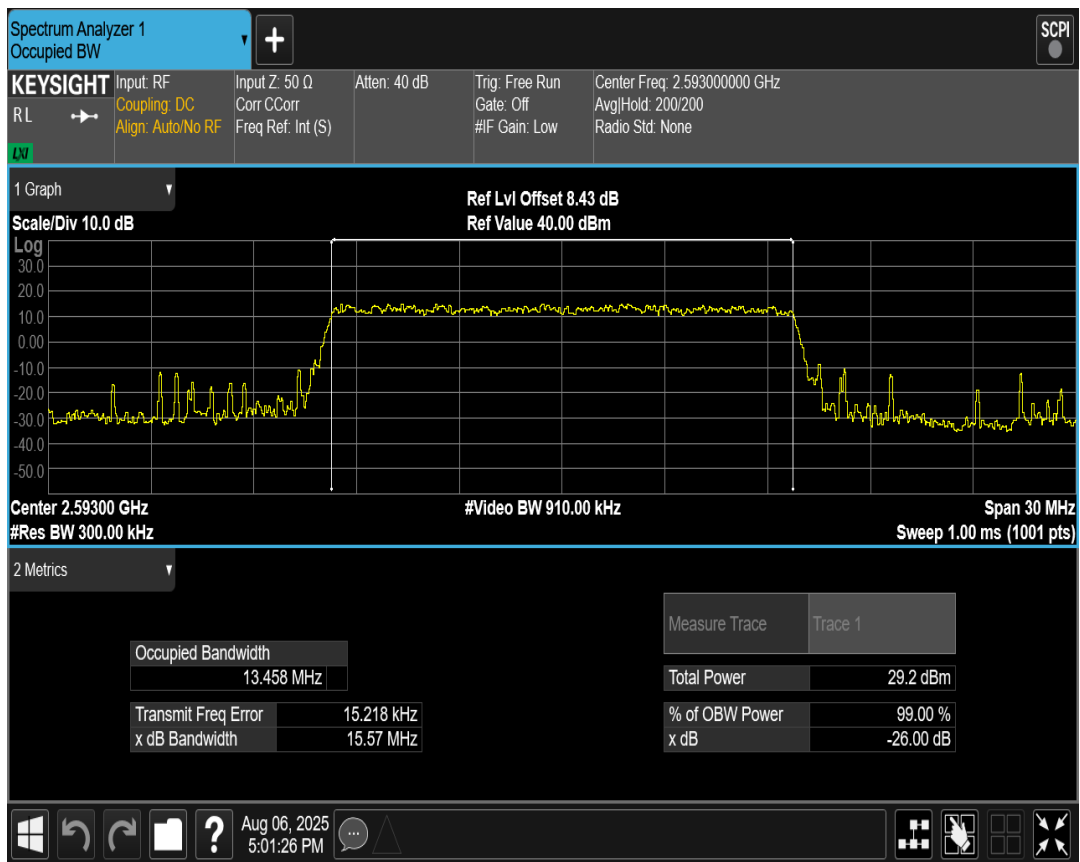 Spectrum Analyzer 1
Occupied BW
+
SCPI
KEYSIGHT
RL
LXI
Input: RF
Coupling: DC
Align: Auto/No RF
Input Z: 50 Ω
Corr CCorr
Freq Ref: Int (S)
Atten: 40 dB
Trig: Free Run
Gate: Off
#IF Gain: Low
Center Freq: 2.593000000 GHz
Avg|Hold: 200/200
Radio Std: None
1 Graph
Scale/Div 10.0 dB
Ref Lvl Offset 8.43 dB
Ref Value 40.00 dBm
Log
30.0
20.0
10.0
0.00
-10.0
-20.0
-30.0
-40.0
-50.0
Center 2.59300 GHz
#Video BW 910.00 kHz
Span 30 MHz
#Res BW 300.00 kHz
Sweep 1.00 ms (1001 pts)
2 Metrics
Measure Trace Trace 1
Occupied Bandwidth
13.458 MHz
Total Power 29.2 dBm
Transmit Freq Error 15.218 kHz
% of OBW Power 99.00 %
x dB Bandwidth 15.57 MHz
x dB -26.00 dB
?
Aug 06, 2025
5:01:26 PM